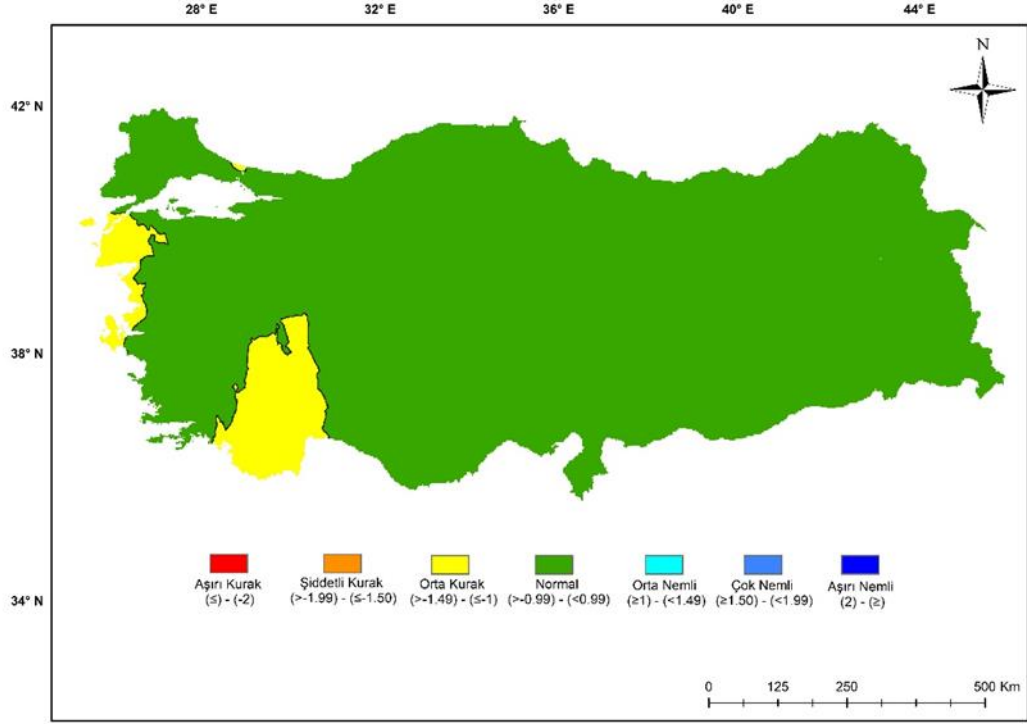 28° E 32° E 36° E 40° E 44° E
N
42° N
38° N
34° N
Aşırı Kurak
(≤) - (-2)
Şiddetli Kurak
(>-1.99) - (≤-1.50)
Orta Kurak
(>-1.49) - (≤-1)
Normal
(>-0.99) - (<0.99)
Orta Nemli
(≥1) - (<1.49)
Çok Nemli
(≥1.50) - (<1.99)
Aşırı Nemli
(2) - (≥)
0 125 250 500 Km